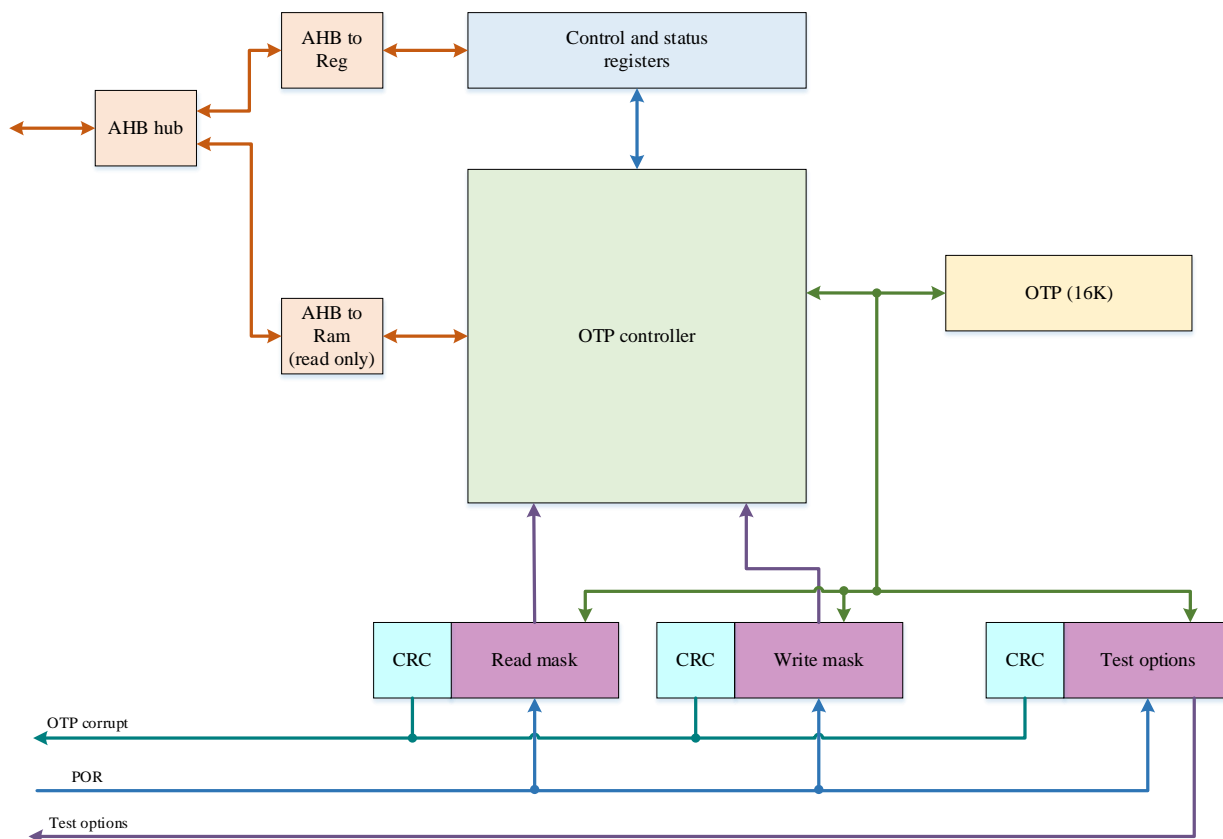 AHB to
Reg
Control and status
registers
AHB hub
OTP (16K)
AHB to
Ram
(read only)
OTP controller
CRC
Read mask
CRC
Write mask
CRC
Test options
OTP corrupt
POR
Test options